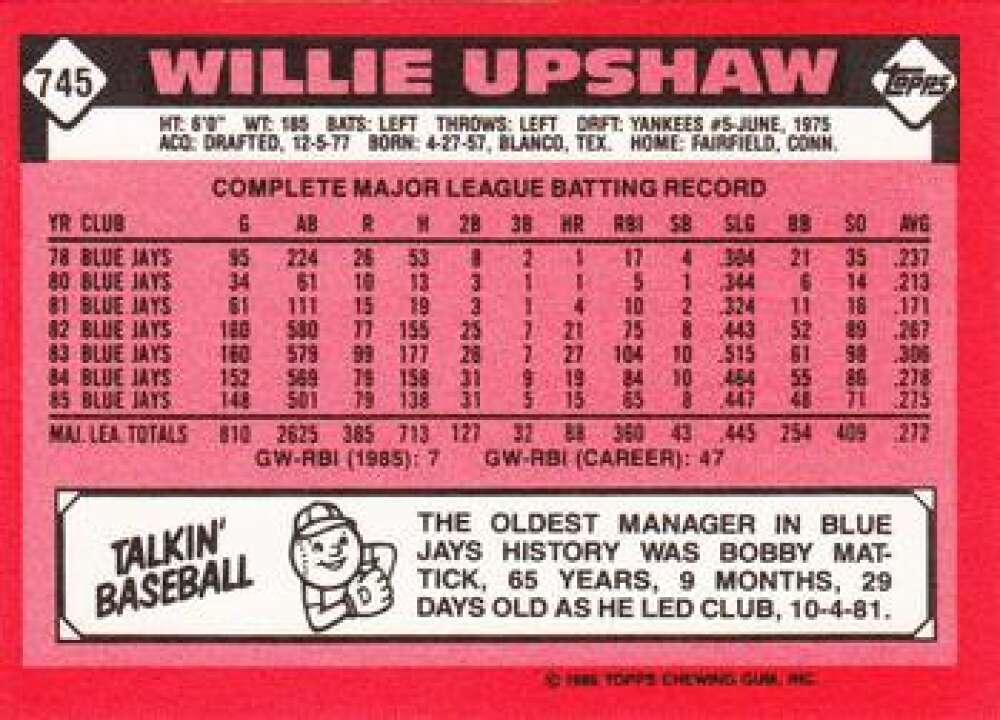 745 WILLIE UPSHAW TOPPS
HT: 6'0" WT: 185 BATS: LEFT THROWS: LEFT DRFT: YANKEES #5-JUNE, 1975
ACQ: DRAFTED, 12-5-77 BORN: 4-27-57, BLANCO, TEX. HOME: FAIRFIELD, CONN.
COMPLETE MAJOR LEAGUE BATTING RECORD
YR CLUB G AB R H 2B 3B HR RBI SB SLG BB SO AVG
78 BLUE JAYS 95 224 26 53 8 2 1 17 4 .304 21 35 .237
80 BLUE JAYS 34 61 10 13 3 1 1 5 1 .344 6 14 .213
81 BLUE JAYS 61 111 15 19 3 1 4 10 2 .324 11 16 .171
82 BLUE JAYS 160 580 77 155 25 7 21 75 8 .443 52 89 .267
83 BLUE JAYS 160 579 99 177 26 7 27 104 10 .515 61 98 .306
84 BLUE JAYS 152 569 79 158 31 9 19 84 10 .464 55 86 .278
85 BLUE JAYS 148 501 79 138 31 5 15 65 8 .447 48 71 .275
MAJ. LEA. TOTALS 810 2625 385 713 127 32 88 360 43 .445 254 409 .272
GW-RBI (1985): 7 GW-RBI (CAREER): 47
TALKIN'
BASEBALL
THE OLDEST MANAGER IN BLUE
JAYS HISTORY WAS BOBBY MAT-
TICK, 65 YEARS, 9 MONTHS, 29
DAYS OLD AS HE LED CLUB, 10-4-81.
© 1986 TOPPS CHEWING GUM, INC.